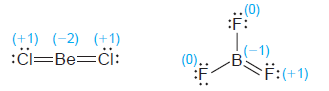 (+1) (−2) (+1)
:Cl=Be=Cl:
(0)
:F:
(0) (−1)
:F B F: (+1)